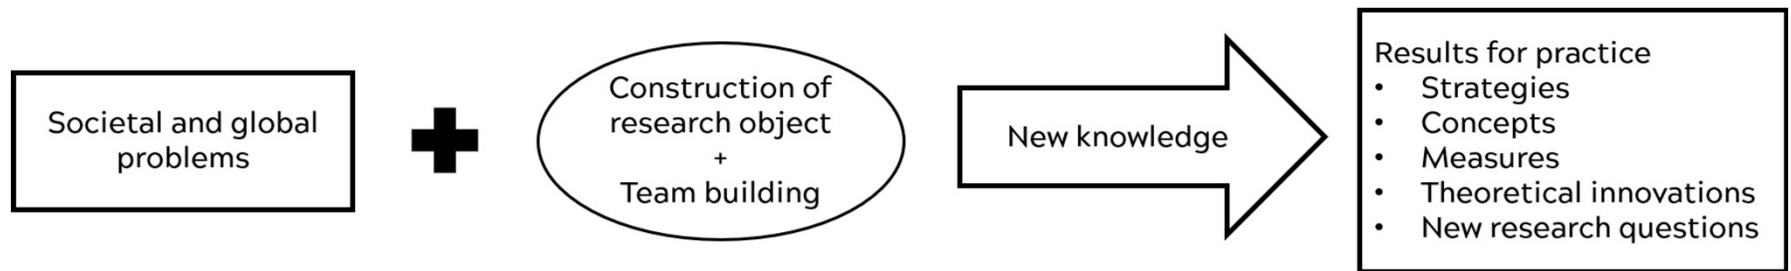 Societal and global
problems
Construction of
research object
+
Team building
New knowledge
Results for practice
• Strategies
• Concepts
• Measures
• Theoretical innovations
• New research questions